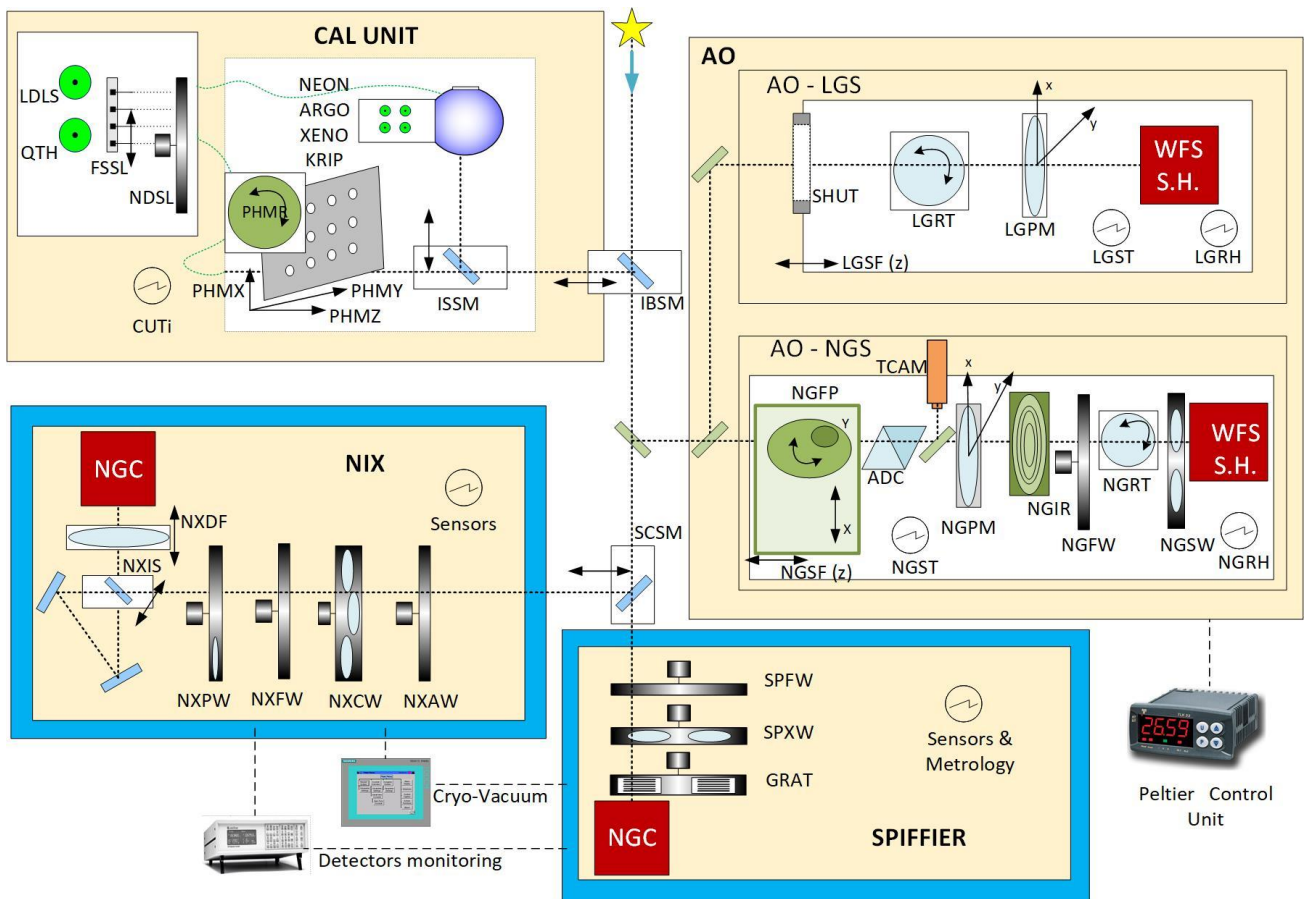 CAL UNIT
LDLS
QTH
FSSL
NDSL
NEON
ARGO
XENO
KRIP
PHMR
PHMX
PHMY
PHMZ
CUTi
ISSM
IBSM
AO
AO - LGS
x
y
WFS
S.H.
SHUT
LGRT
LGPM
LGST
LGRH
LGSF (z)
AO - NGS
TCAM
NGFP
Y
X
ADC
x
y
NGPM
NGIR
NGFW
NGRT
NGSW
WFS
S.H.
NGSF (z)
NGST
NGRH
NIX
NGC
NXDF
NXIS
Sensors
NXPW
NXFW
NXCW
NXAW
SCSM
SPFW
SPXW
GRAT
NGC
Sensors &
Metrology
SPIFFIER
Cryo-Vacuum
Detectors monitoring
26.59
Peltier Control
Unit